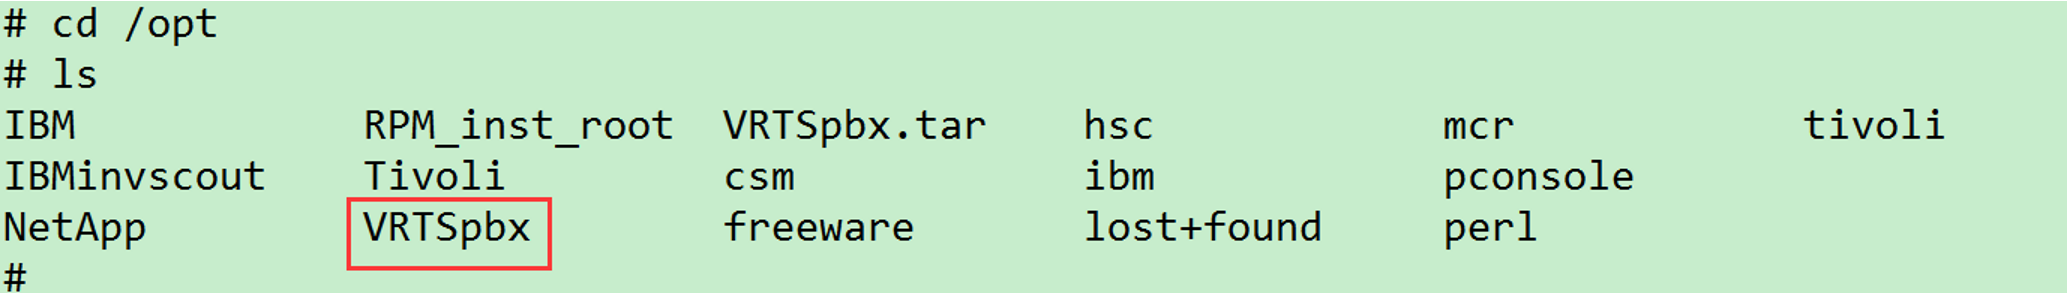 # cd /opt
# ls
IBM            RPM_inst_root  VRTSpbx.tar    hsc            mcr            tivoli
IBMinvscout    Tivoli         csm            ibm            pconsole
NetApp         VRTSpbx        freeware       lost+found     perl
#